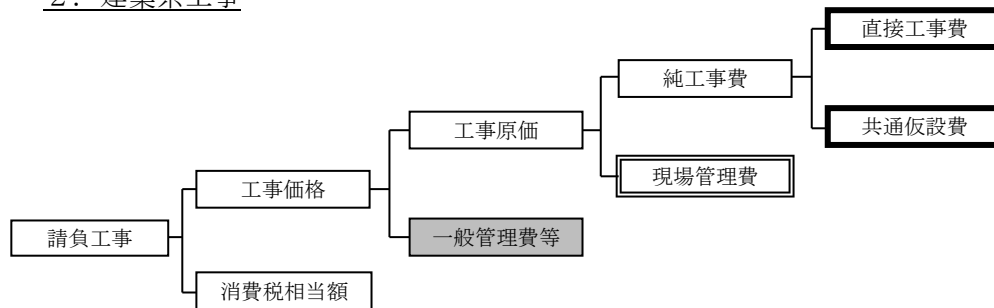 ２．建築系工事
直接工事費
純工事費
工事原価
共通仮設費
工事価格
現場管理費
請負工事
一般管理費等
消費税相当額